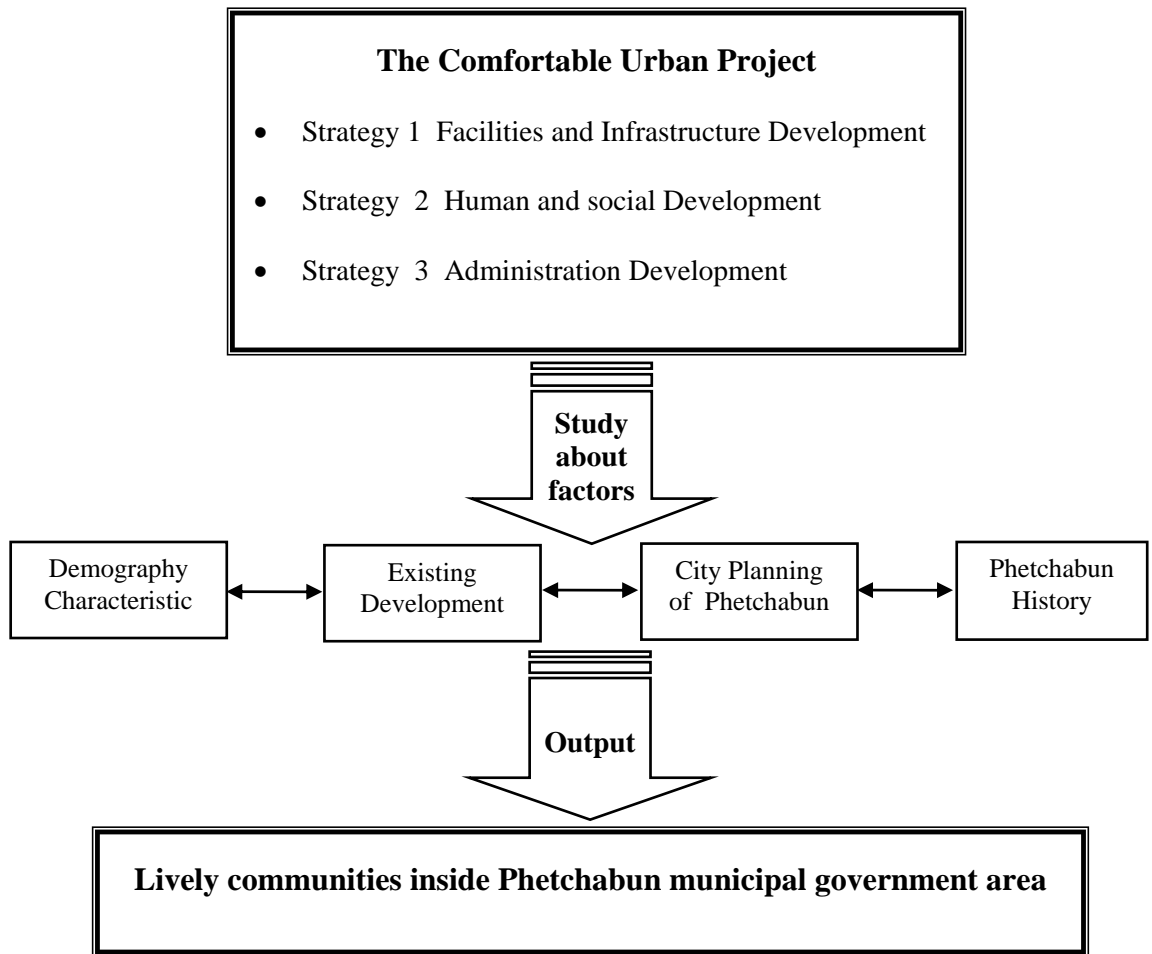 The Comfortable Urban Project
• Strategy 1 Facilities and Infrastructure Development
• Strategy 2 Human and social Development
• Strategy 3 Administration Development
Study
about
factors
Demography
Characteristic
Existing
Development
City Planning
of Phetchabun
Phetchabun
History
Output
Lively communities inside Phetchabun municipal government area